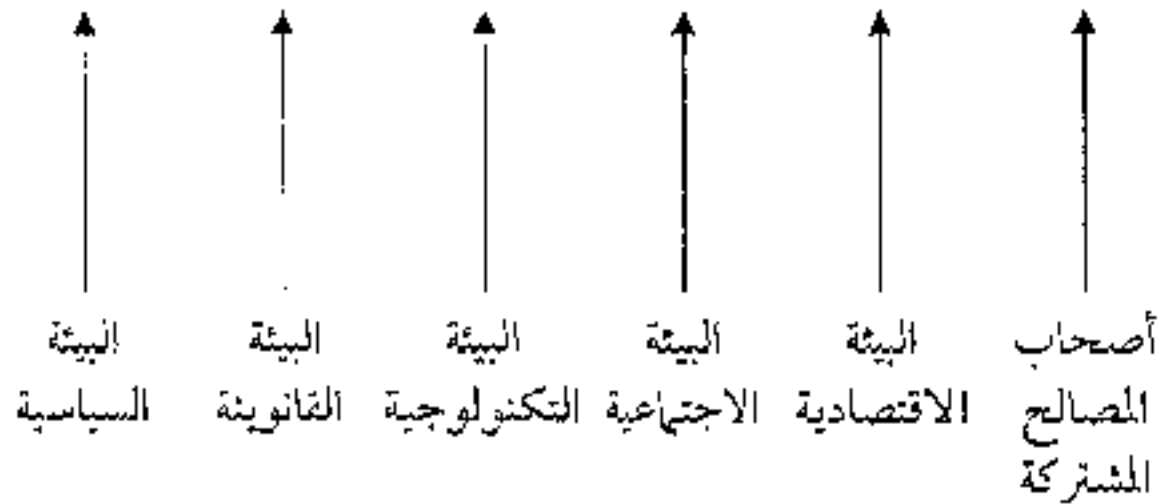 أصحاب
المصالح
المشتركة
البيئة
الاقتصادية
البيئة
الاجتماعية
البيئة
التكنولوجية
البيئة
القانونية
البيئة
السياسية